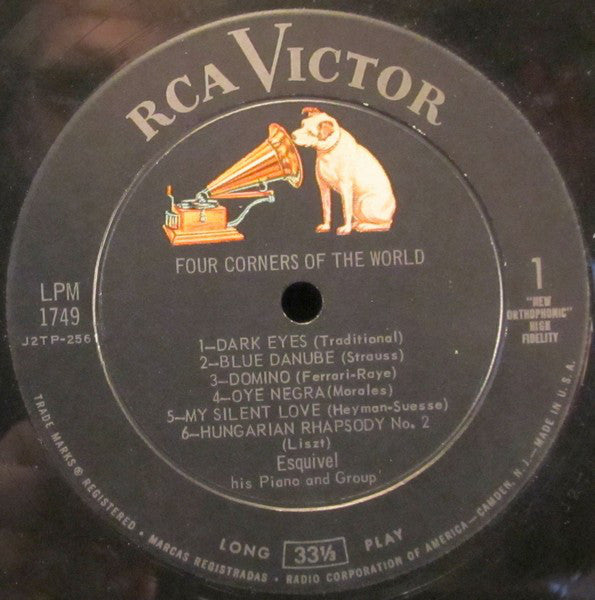 RCA VICTOR
FOUR CORNERS OF THE WORLD
LPM
1749
J2TP-256
1
"NEW
ORTHOPHONIC"
HIGH
FIDELITY
1—DARK EYES (Traditional)
2—BLUE DANUBE (Strauss)
3—DOMINO (Ferrari-Raye)
4—OYE NEGRA (Morales)
5—MY SILENT LOVE (Heyman-Suesse)
6—HUNGARIAN RHAPSODY No. 2
(Liszt)
Esquivel
his Piano and Group
LONG 33⅓ PLAY
TRADE MARKS ® REGISTERED • MARCAS REGISTRADAS • RADIO CORPORATION OF AMERICA—CAMDEN, N. J.—MADE IN U.S.A.